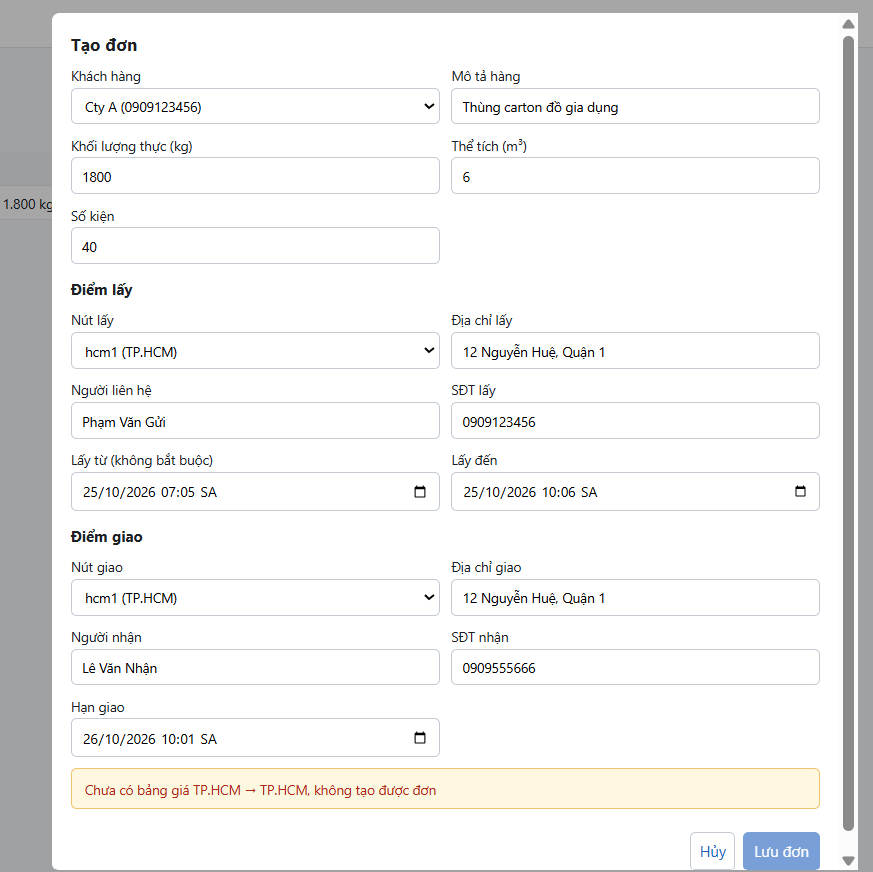 Tạo đơn
Khách hàng
Mô tả hàng
Cty A (0909123456)
Thùng carton đồ gia dụng
Khối lượng thực (kg)
Thể tích (m³)
1800
6
1.800 kg
Số kiện
40
Điểm lấy
Nút lấy
Địa chỉ lấy
hcm1 (TP.HCM)
12 Nguyễn Huệ, Quận 1
Người liên hệ
SĐT lấy
Phạm Văn Gửi
0909123456
Lấy từ (không bắt buộc)
Lấy đến
25/10/2026 07:05 SA
25/10/2026 10:06 SA
Điểm giao
Nút giao
Địa chỉ giao
hcm1 (TP.HCM)
12 Nguyễn Huệ, Quận 1
Người nhận
SĐT nhận
Lê Văn Nhận
0909555666
Hạn giao
26/10/2026 10:01 SA
Chưa có bảng giá TP.HCM → TP.HCM, không tạo được đơn
Hủy
Lưu đơn